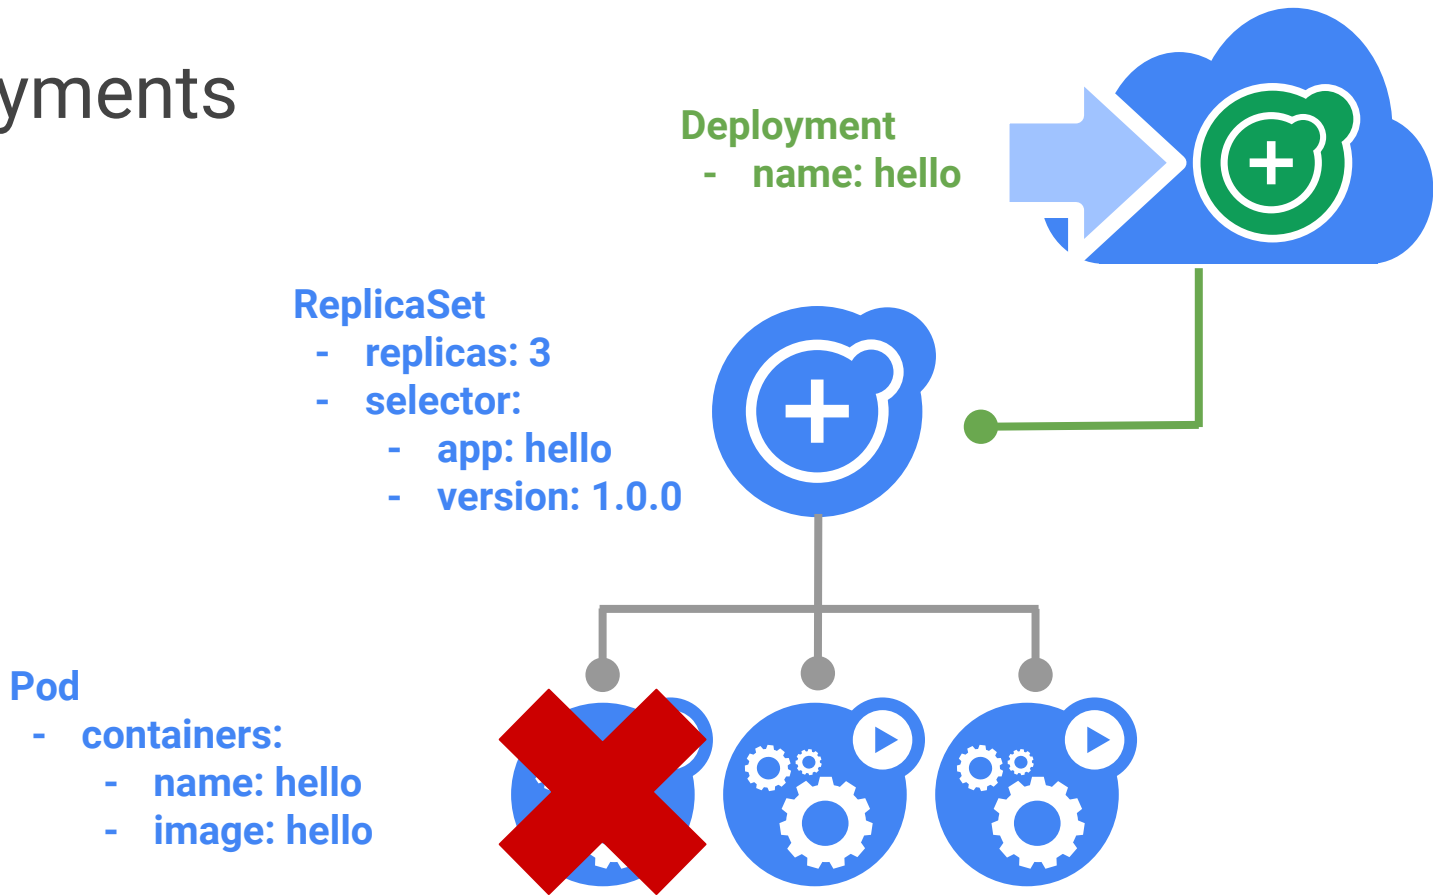 yments
Deployment
- name: hello
ReplicaSet
- replicas: 3
- selector:
- app: hello
- version: 1.0.0
Pod
- containers:
- name: hello
- image: hello